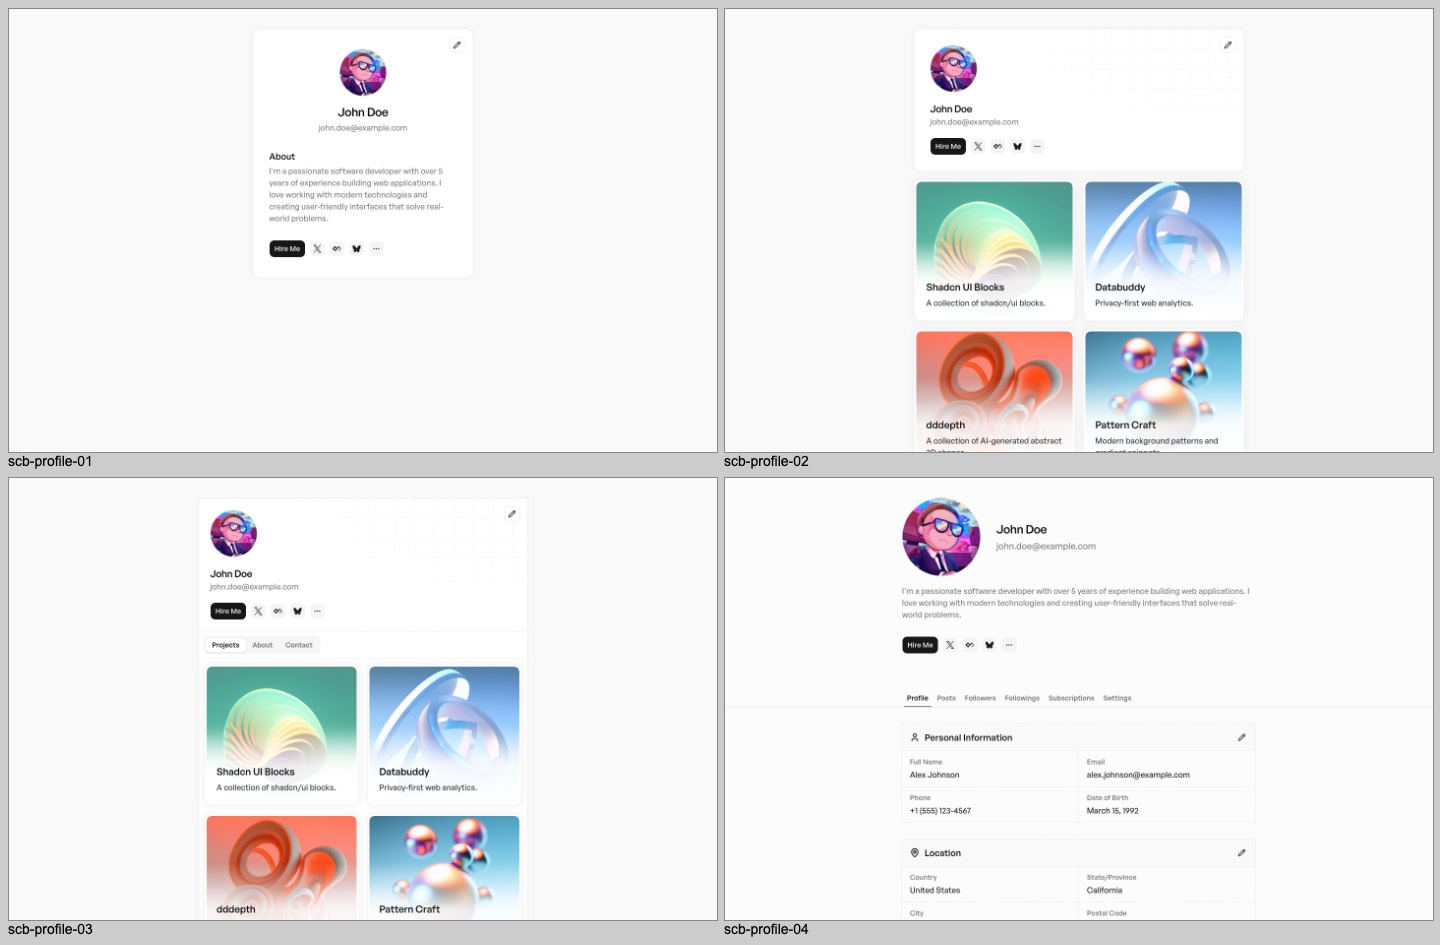 John Doe
john.doe@example.com
About
I'm a passionate software developer with over 5
years of experience building web applications. I
love working with modern technologies and
creating user-friendly interfaces that solve real-
world problems.
Hire Me
scb-profile-01
John Doe
john.doe@example.com
Hire Me
Shadcn UI Blocks
A collection of shadcn/ui blocks.
Databuddy
Privacy-first web analytics.
dddepth
A collection of AI-generated abstract
Pattern Craft
Modern background patterns and
scb-profile-02
John Doe
john.doe@example.com
Hire Me
Projects About Contact
Shadcn UI Blocks
A collection of shadcn/ui blocks.
Databuddy
Privacy-first web analytics.
dddepth
Pattern Craft
scb-profile-03
John Doe
john.doe@example.com
I'm a passionate software developer with over 5 years of experience building web applications. I
love working with modern technologies and creating user-friendly interfaces that solve real-
world problems.
Hire Me
Profile Posts Followers Followings Subscriptions Settings
Personal Information
Full Name
Alex Johnson
Email
alex.johnson@example.com
Phone
+1 (555) 123-4567
Date of Birth
March 15, 1992
Location
Country
United States
State/Province
California
City
Postal Code
scb-profile-04